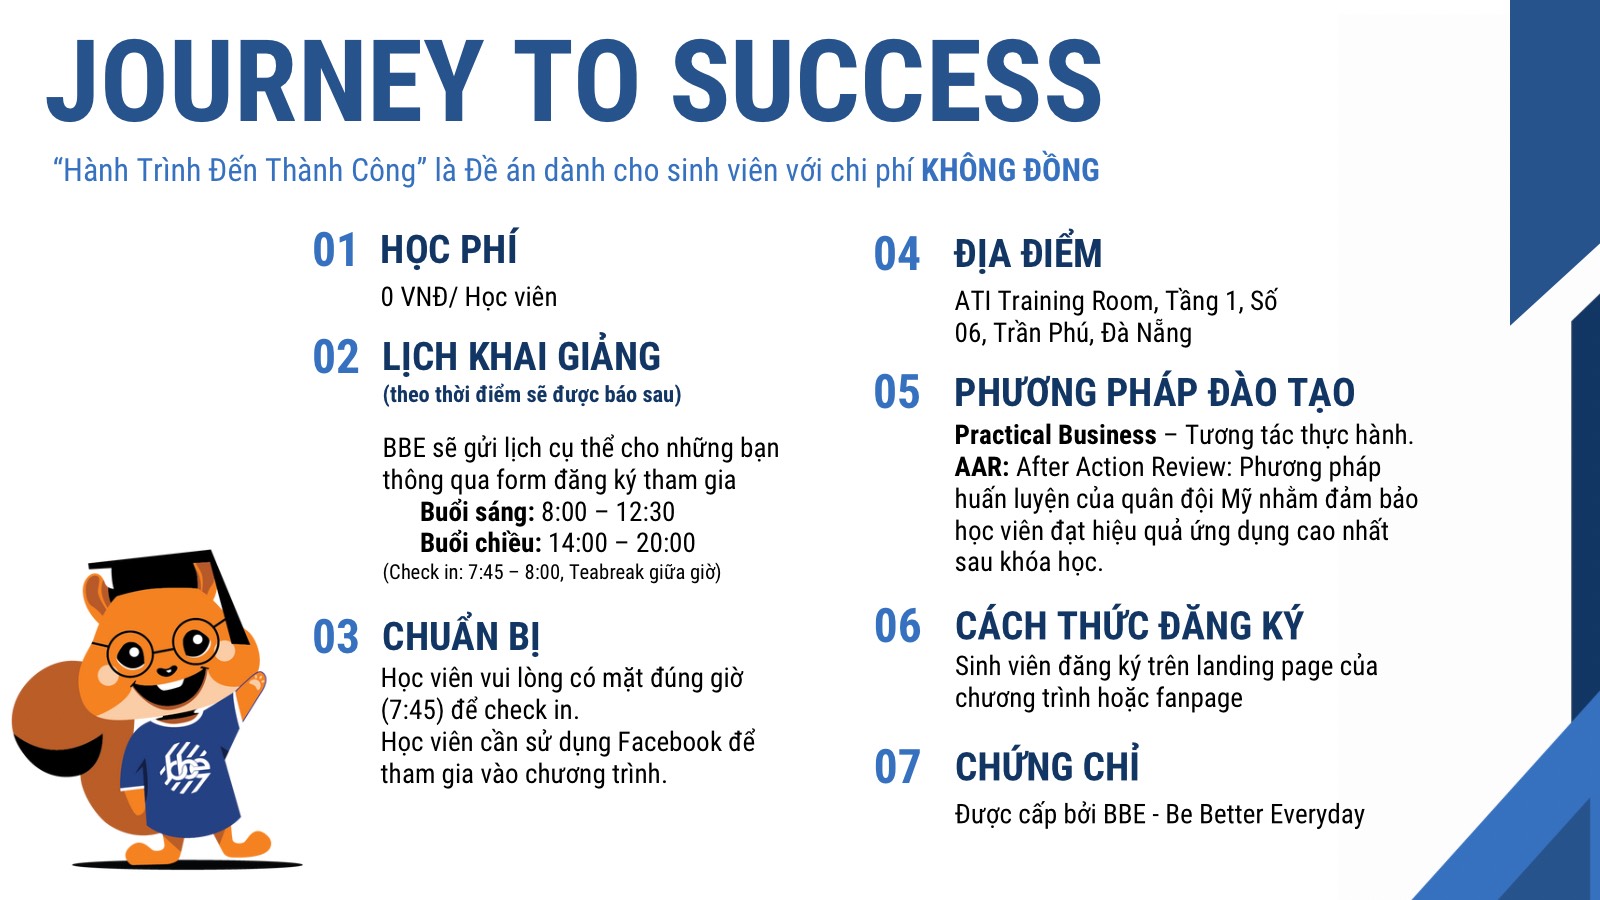 JOURNEY TO SUCCESS
“Hành Trình Đến Thành Công” là Đề án dành cho sinh viên với chi phí KHÔNG ĐỒNG
01 HỌC PHÍ
0 VNĐ/ Học viên
02 LỊCH KHAI GIẢNG
(theo thời điểm sẽ được báo sau)
BBE sẽ gửi lịch cụ thể cho những bạn
thông qua form đăng ký tham gia
Buổi sáng: 8:00 – 12:30
Buổi chiều: 14:00 – 20:00
(Check in: 7:45 – 8:00, Teabreak giữa giờ)
03 CHUẨN BỊ
Học viên vui lòng có mặt đúng giờ
(7:45) để check in.
Học viên cần sử dụng Facebook để
tham gia vào chương trình.
04 ĐỊA ĐIỂM
ATI Training Room, Tầng 1, Số
06, Trần Phú, Đà Nẵng
05 PHƯƠNG PHÁP ĐÀO TẠO
Practical Business – Tương tác thực hành.
AAR: After Action Review: Phương pháp
huấn luyện của quân đội Mỹ nhằm đảm bảo
học viên đạt hiệu quả ứng dụng cao nhất
sau khóa học.
06 CÁCH THỨC ĐĂNG KÝ
Sinh viên đăng ký trên landing page của
chương trình hoặc fanpage
07 CHỨNG CHỈ
Được cấp bởi BBE - Be Better Everyday
bbe